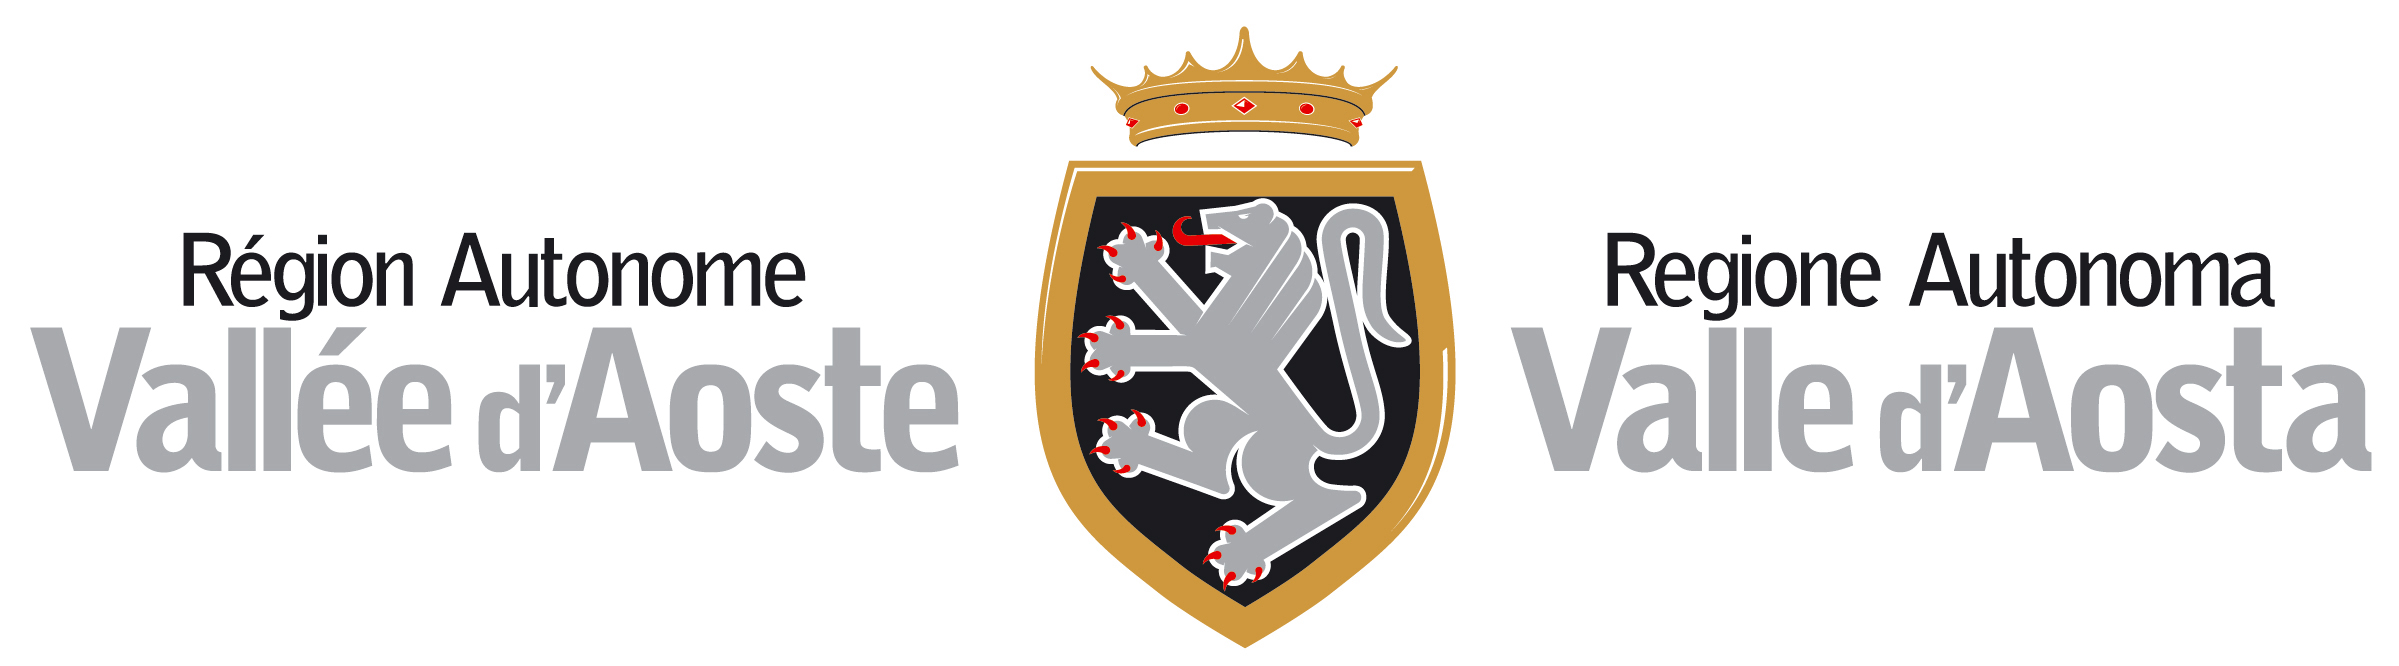 Région Autonome
Vallée d'Aoste
Regione Autonoma
Valle d'Aosta